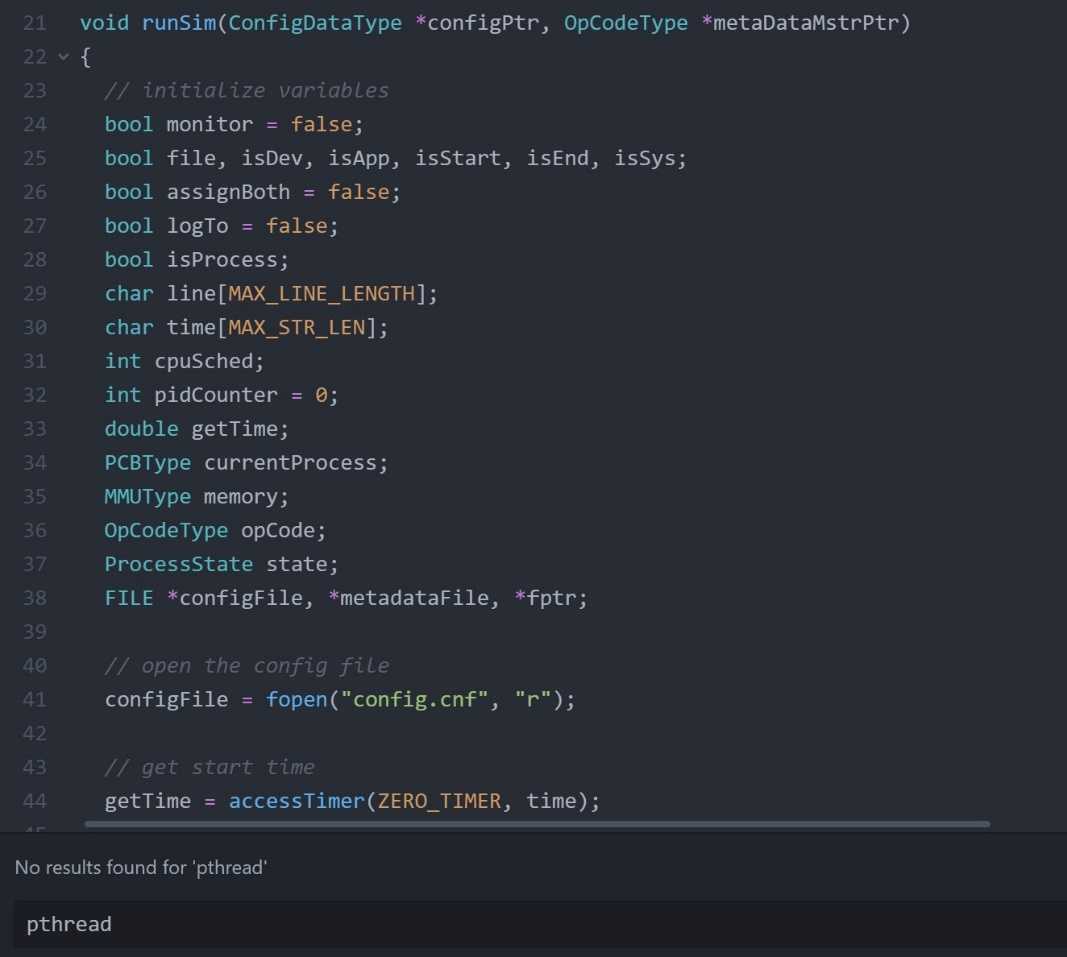 21 void runSim(ConfigDataType *configPtr, OpCodeType *metaDataMstrPtr)
22 {
23 // initialize variables
24 bool monitor = false;
25 bool file, isDev, isApp, isStart, isEnd, isSys;
26 bool assignBoth = false;
27 bool logTo = false;
28 bool isProcess;
29 char line[MAX_LINE_LENGTH];
30 char time[MAX_STR_LEN];
31 int cpuSched;
32 int pidCounter = 0;
33 double getTime;
34 PCBType currentProcess;
35 MMUType memory;
36 OpCodeType opCode;
37 ProcessState state;
38 FILE *configFile, *metadataFile, *fptr;
39
40 // open the config file
41 configFile = fopen("config.cnf", "r");
42
43 // get start time
44 getTime = accessTimer(ZERO_TIMER, time);
No results found for 'pthread'
pthread